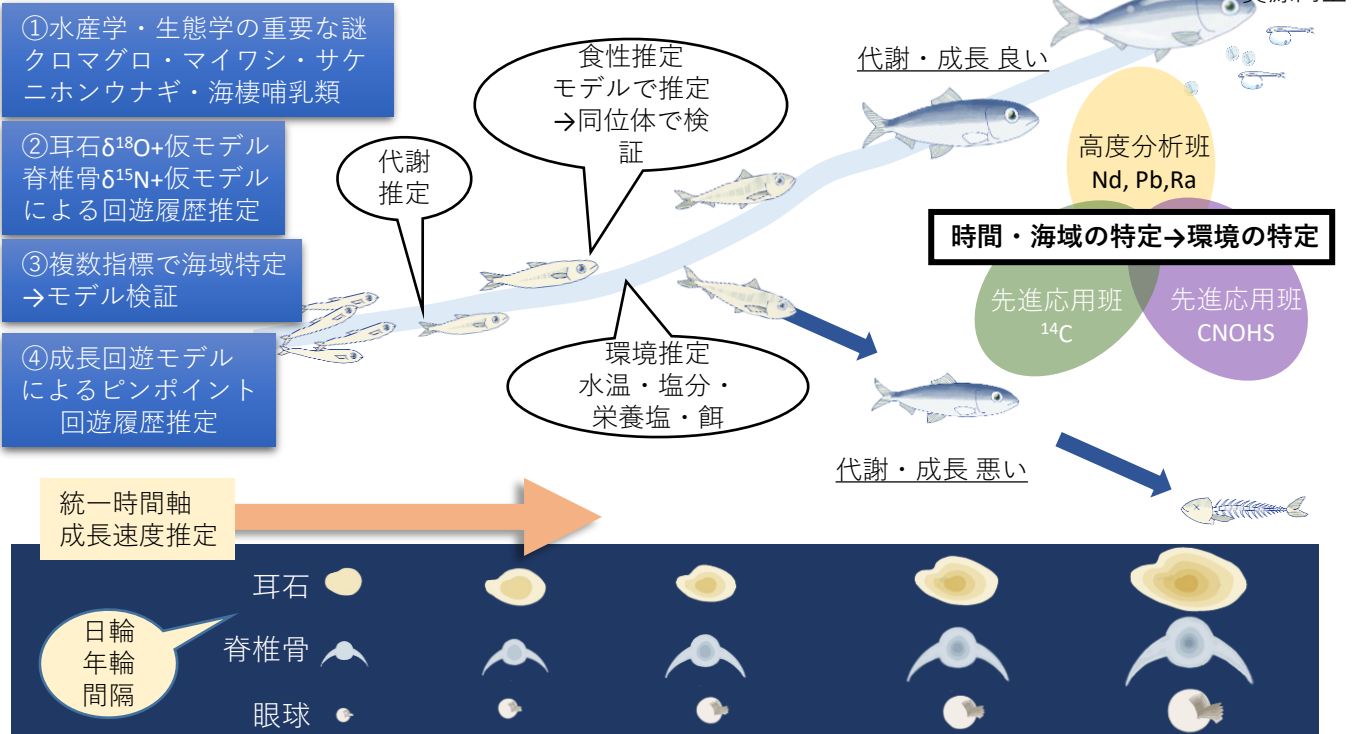 ①水産学・生態学の重要な謎
クロマグロ・マイワシ・サケ
ニホンウナギ・海棲哺乳類
②耳石δ¹⁸O+仮モデル
脊椎骨δ¹⁵N+仮モデル
による回遊履歴推定
③複数指標で海域特定
→モデル検証
④成長回遊モデル
によるピンポイント
回遊履歴推定
代謝
推定
食性推定
モデルで推定
→同位体で検
証
環境推定
水温・塩分・
栄養塩・餌
代謝・成長 良い
代謝・成長 悪い
高度分析班
Nd, Pb,Ra
時間・海域の特定→環境の特定
先進応用班
¹⁴C
先進応用班
CNOHS
統一時間軸
成長速度推定
日輪
年輪
間隔
耳石
脊椎骨
眼球